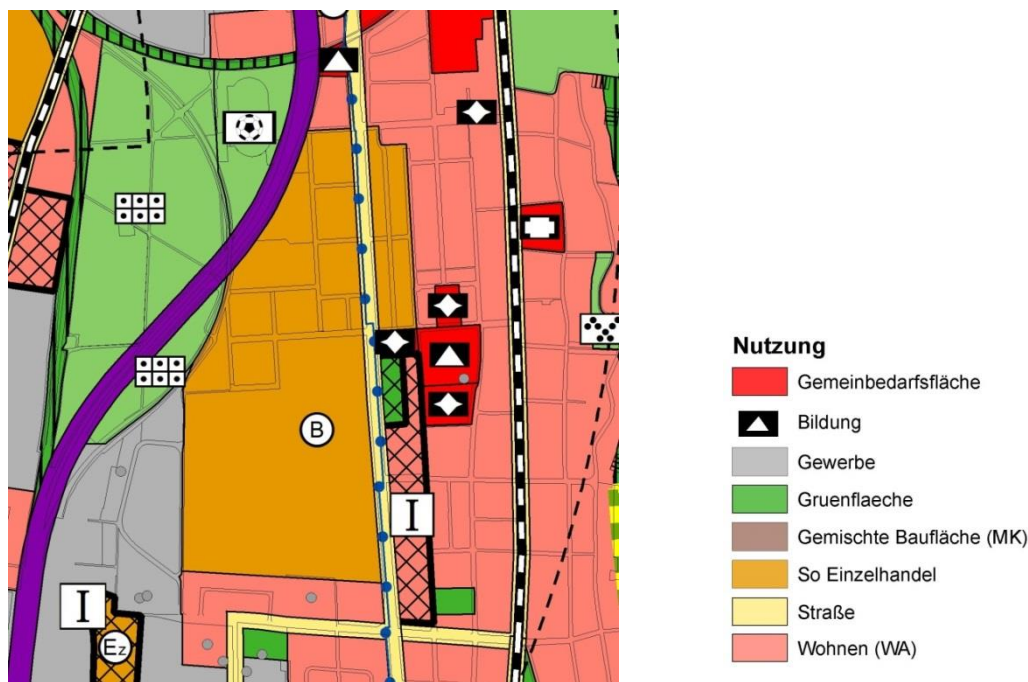 B
I
I
Ez
Nutzung
Gemeinbedarfsfläche
Bildung
Gewerbe
Gruenflaeche
Gemischte Baufläche (MK)
So Einzelhandel
Straße
Wohnen (WA)